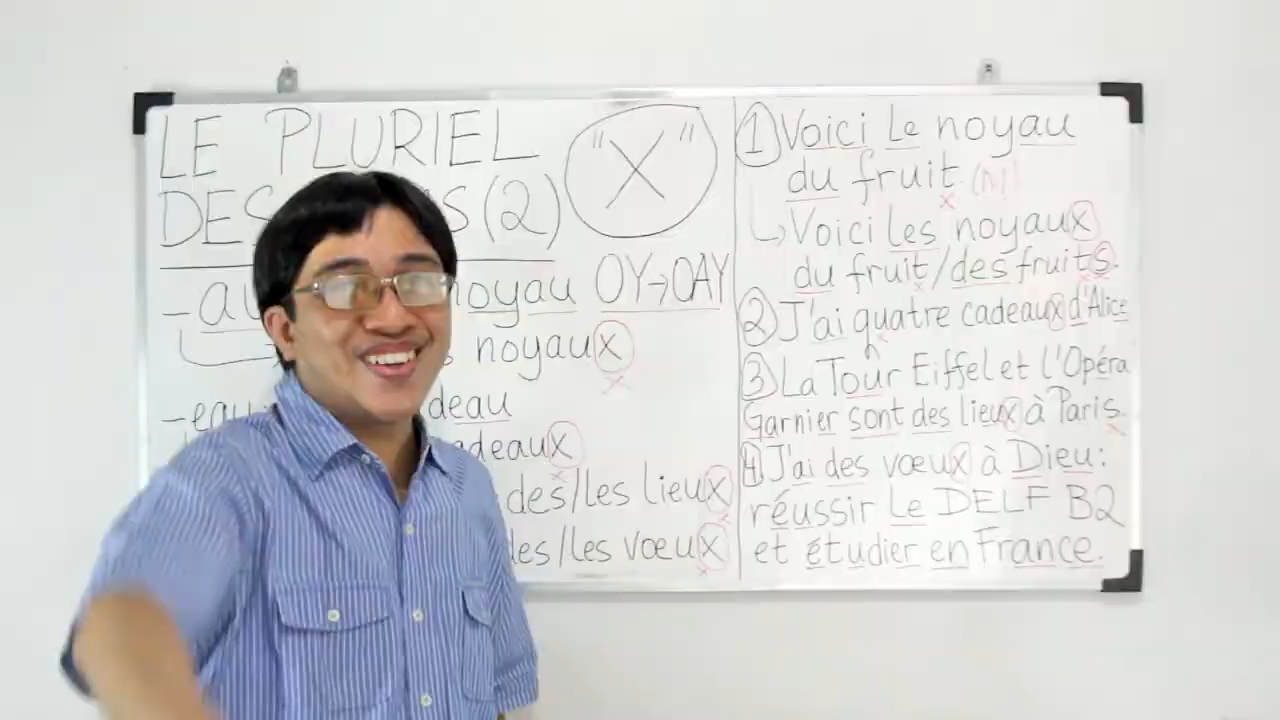 LE PLURIEL
DES S(2)
"X"
-au noyau OY→OAY
noyaux
x
-eau deau
adeaux
x
des/les lieux
x
les/les vœux
x
1 Voici Le noyau
du fruit (N)
x
↳ Voici les noyaux
du fruit/des fruits.
x x
2 J'ai quatre cadeaux d'Alice
x
3 La Tour Eiffel et l'Opéra
Garnier sont des lieux à Paris.
x
4 J'ai des vœux à Dieu:
réussir Le DELF B2
et étudier en France.